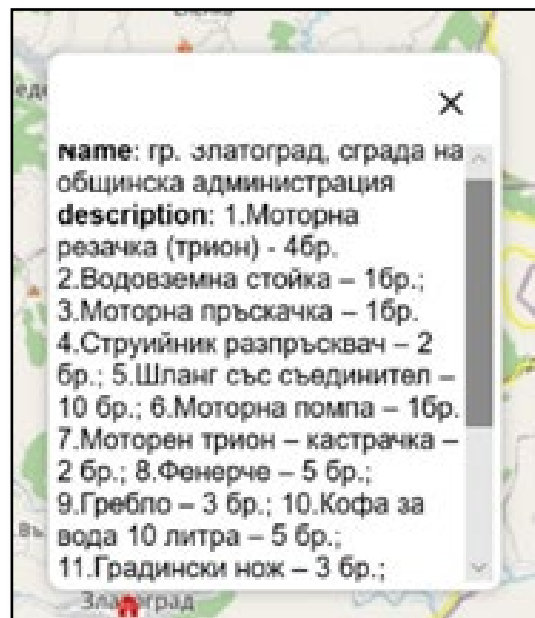 Name: гр. Златоград, сграда на
общинска администрация
description: 1.Моторна
резачка (трион) - 4бр.
2.Водовземна стойка – 1бр.;
3.Моторна пръскачка – 1бр.
4.Струийник разпръсквач – 2
бр.; 5.Шланг със съединител –
10 бр.; 6.Моторна помпа – 1бр.
7.Моторен трион – кастрачка –
2 бр.; 8.Фенерче – 5 бр.;
9.Гребло – 3 бр.; 10.Кофа за
вода 10 литра – 5 бр.;
11.Градински нож – 3 бр.;
Златоград